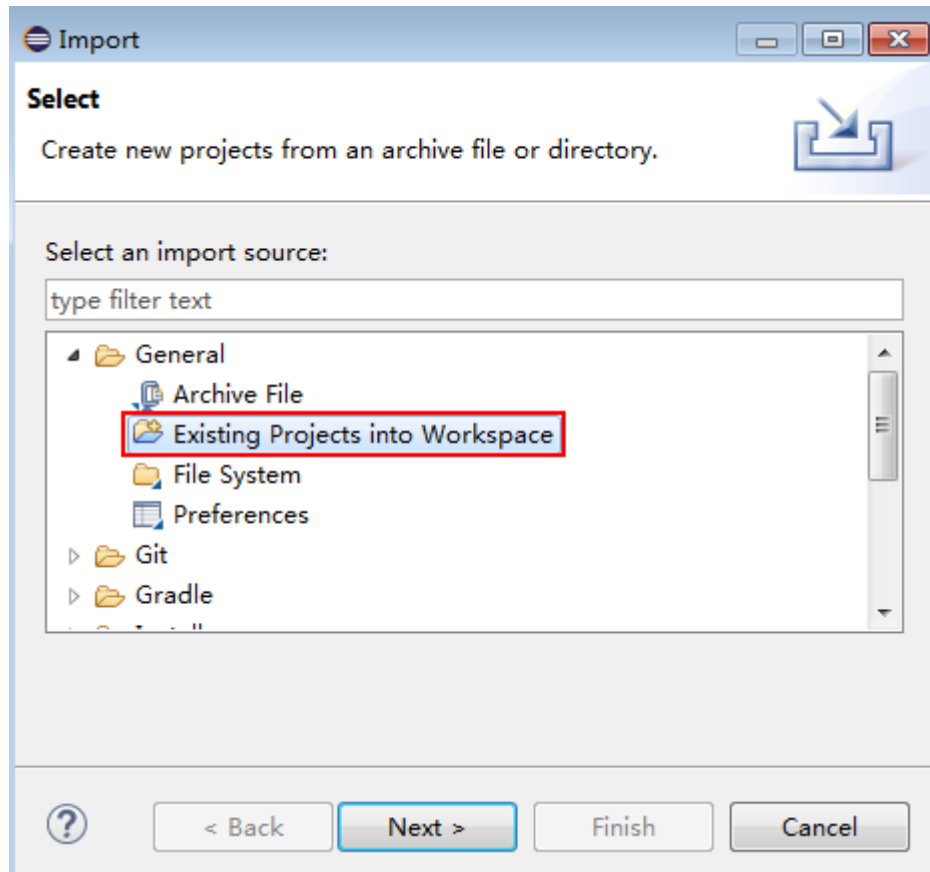 Import
Select
Create new projects from an archive file or directory.
Select an import source:
type filter text
General
Archive File
Existing Projects into Workspace
File System
Preferences
Git
Gradle
? < Back Next > Finish Cancel